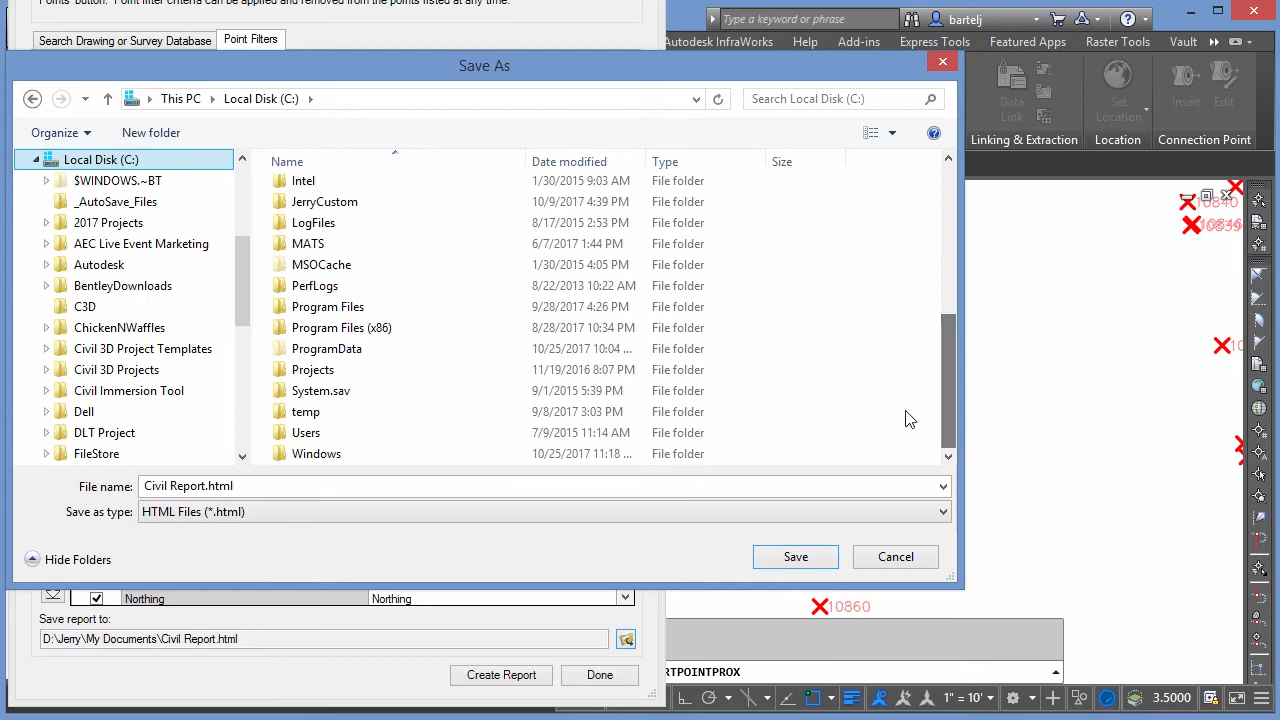 Points' button. Point filter criteria can be applied and removed from the points listed at any time.
Search Drawing or Survey Database Point Filters
Type a keyword or phrase bartelj
Autodesk InfraWorks Help Add-ins Express Tools Featured Apps Raster Tools Vault
Data Link
Set Location
Insert Edit
Linking & Extraction Location Connection Point
Save As
This PC Local Disk (C:)
Search Local Disk (C:)
Organize New folder
Name Date modified Type Size
Local Disk (C:)
$WINDOWS.~BT
_AutoSave_Files
2017 Projects
AEC Live Event Marketing
Autodesk
BentleyDownloads
C3D
ChickenNWaffles
Civil 3D Project Templates
Civil 3D Projects
Civil Immersion Tool
Dell
DLT Project
FileStore
Intel 1/30/2015 9:03 AM File folder
JerryCustom 10/9/2017 4:39 PM File folder
LogFiles 8/17/2015 2:53 PM File folder
MATS 6/7/2017 1:44 PM File folder
MSOCache 1/30/2015 4:05 PM File folder
PerfLogs 8/22/2013 10:22 AM File folder
Program Files 9/28/2017 4:26 PM File folder
Program Files (x86) 8/28/2017 10:34 PM File folder
ProgramData 10/25/2017 10:04 ... File folder
Projects 11/19/2016 8:07 PM File folder
System.sav 9/1/2015 5:39 PM File folder
temp 9/8/2017 3:03 PM File folder
Users 7/9/2015 11:14 AM File folder
Windows 10/25/2017 11:18 ... File folder
File name: Civil Report.html
Save as type: HTML Files (*.html)
Hide Folders
Save Cancel
10840
10
10860
Northing Northing
Save report to:
D:\Jerry\My Documents\Civil Report.html
Create Report Done
RTPOINTPROX
1" = 10' 3.5000